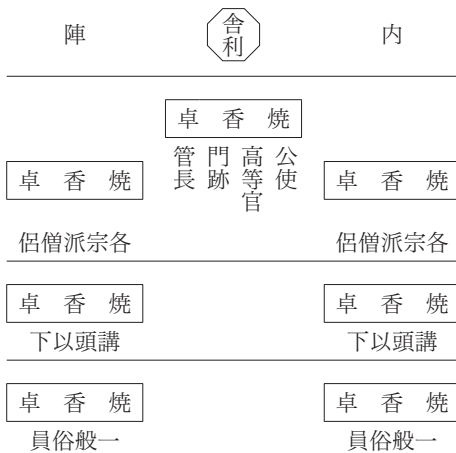 内　陣
舎利
焼香卓
公使
高等官
門跡
管長
焼香卓
焼香卓
各宗派僧侶
各宗派僧侶
焼香卓
焼香卓
講頭以下
講頭以下
焼香卓
焼香卓
一般俗員
一般俗員